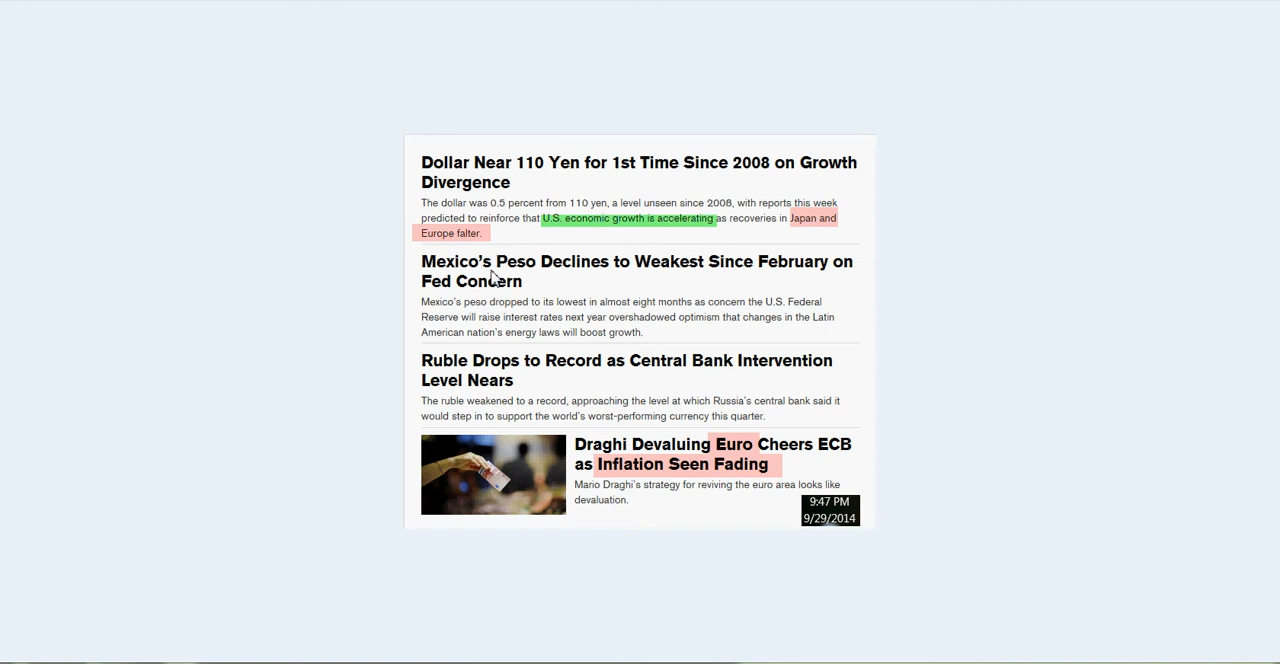 Dollar Near 110 Yen for 1st Time Since 2008 on Growth
Divergence
The dollar was 0.5 percent from 110 yen, a level unseen since 2008, with reports this week
predicted to reinforce that U.S. economic growth is accelerating as recoveries in Japan and
Europe falter.
Mexico's Peso Declines to Weakest Since February on
Fed Concern
Mexico's peso dropped to its lowest in almost eight months as concern the U.S. Federal
Reserve will raise interest rates next year overshadowed optimism that changes in the Latin
American nation's energy laws will boost growth.
Ruble Drops to Record as Central Bank Intervention
Level Nears
The ruble weakened to a record, approaching the level at which Russia's central bank said it
would step in to support the world's worst-performing currency this quarter.
Draghi Devaluing Euro Cheers ECB
as Inflation Seen Fading
Mario Draghi's strategy for reviving the euro area looks like
devaluation.
9:47 PM
9/29/2014